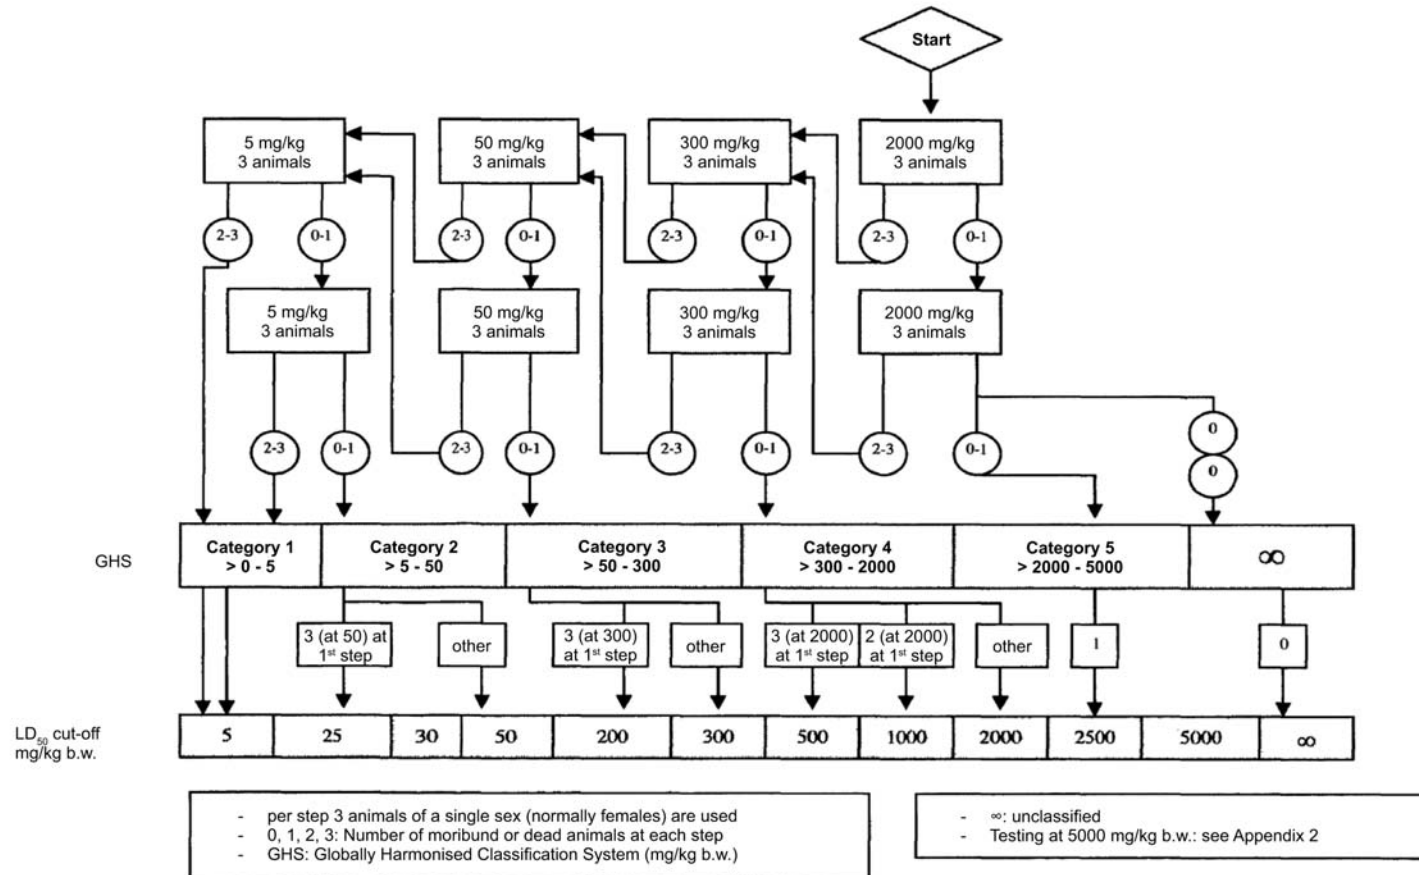 Start
5 mg/kg
3 animals
50 mg/kg
3 animals
300 mg/kg
3 animals
2000 mg/kg
3 animals
2-3
0-1
2-3
0-1
2-3
0-1
2-3
0-1
5 mg/kg
3 animals
50 mg/kg
3 animals
300 mg/kg
3 animals
2000 mg/kg
3 animals
2-3
0-1
2-3
0-1
2-3
0-1
2-3
0-1
0
0
GHS
Category 1
> 0 - 5
Category 2
> 5 - 50
Category 3
> 50 - 300
Category 4
> 300 - 2000
Category 5
> 2000 - 5000
∞
3 (at 50) at
1st step
other
3 (at 300)
at 1st step
other
3 (at 2000)
at 1st step
2 (at 2000)
at 1st step
other
1
0
LD50 cut-off
mg/kg b.w.
5
25
30
50
200
300
500
1000
2000
2500
5000
∞
- per step 3 animals of a single sex (normally females) are used
- 0, 1, 2, 3: Number of moribund or dead animals at each step
- GHS: Globally Harmonised Classification System (mg/kg b.w.)
- ∞: unclassified
- Testing at 5000 mg/kg b.w.: see Appendix 2